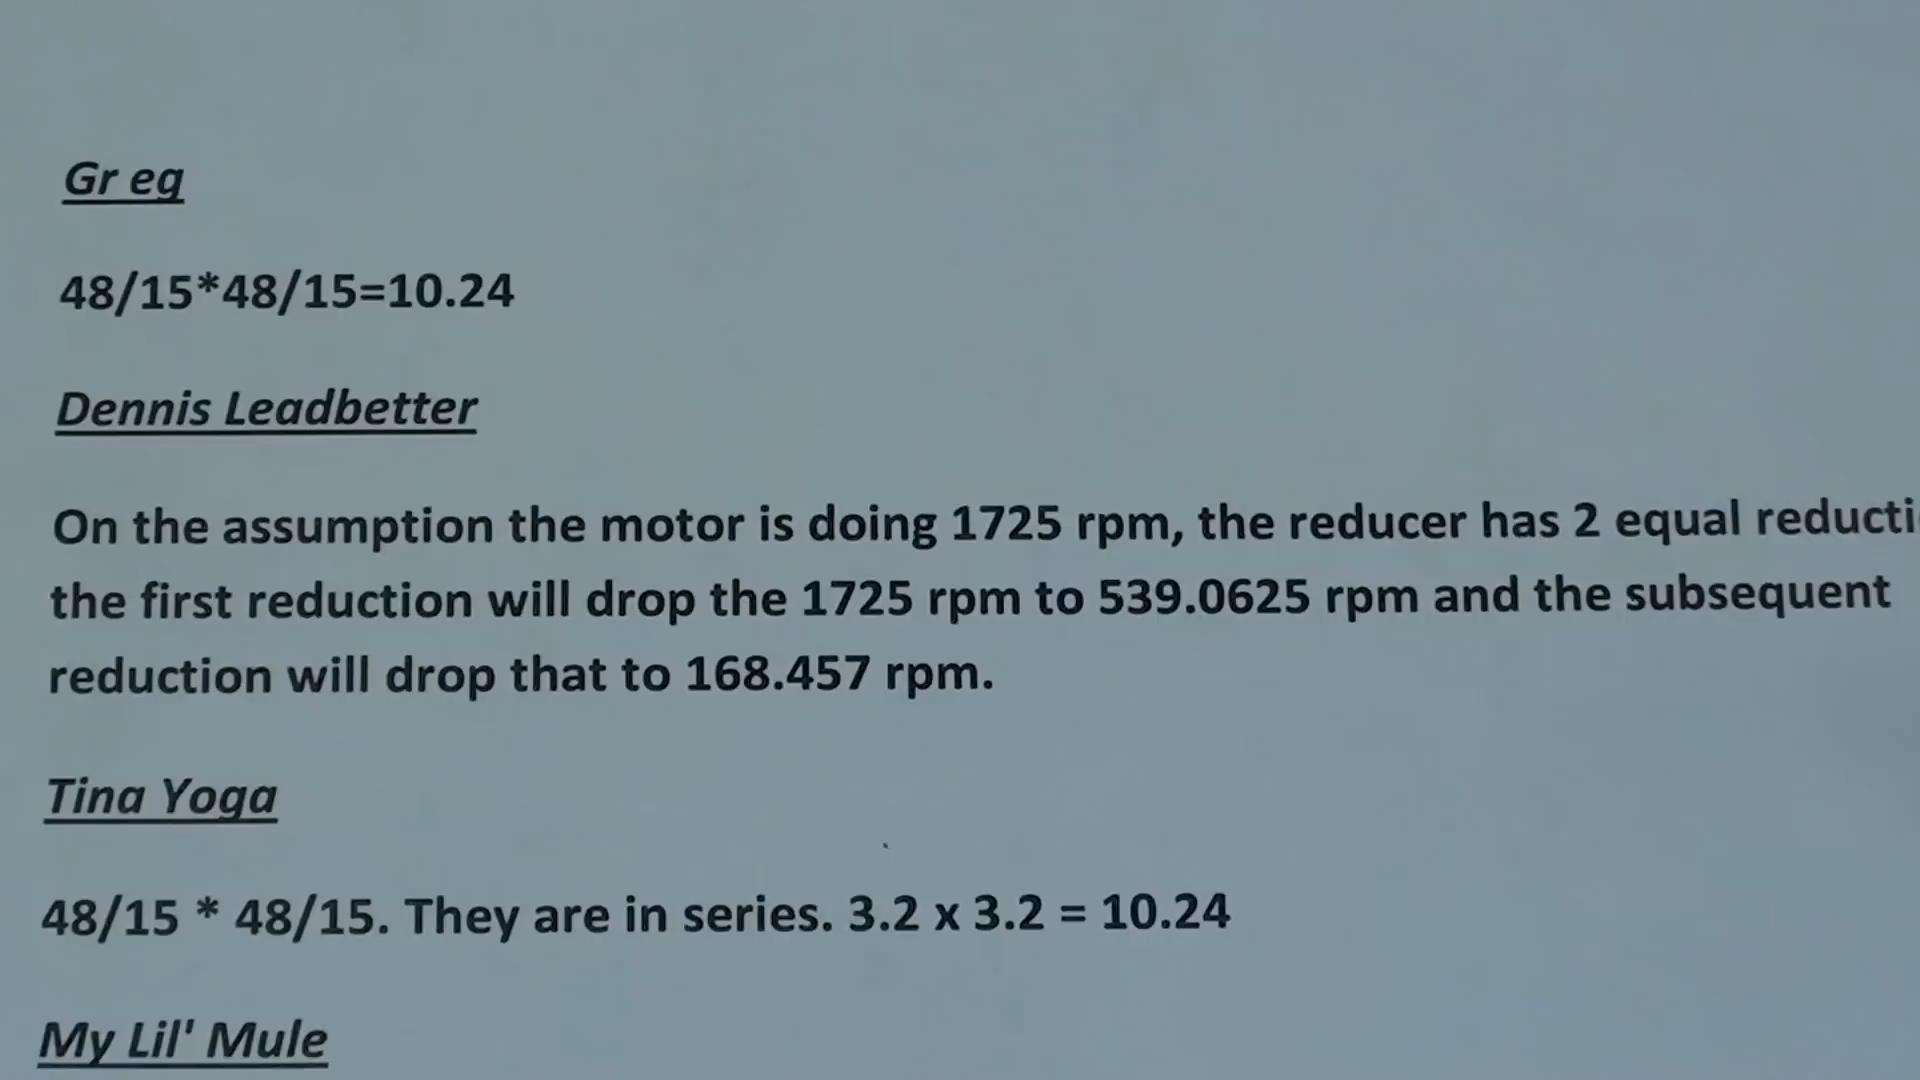 Gr eg
48/15*48/15=10.24
Dennis Leadbetter
On the assumption the motor is doing 1725 rpm, the reducer has 2 equal reducti
the first reduction will drop the 1725 rpm to 539.0625 rpm and the subsequent
reduction will drop that to 168.457 rpm.
Tina Yoga
48/15 * 48/15. They are in series. 3.2 x 3.2 = 10.24
My Lil' Mule